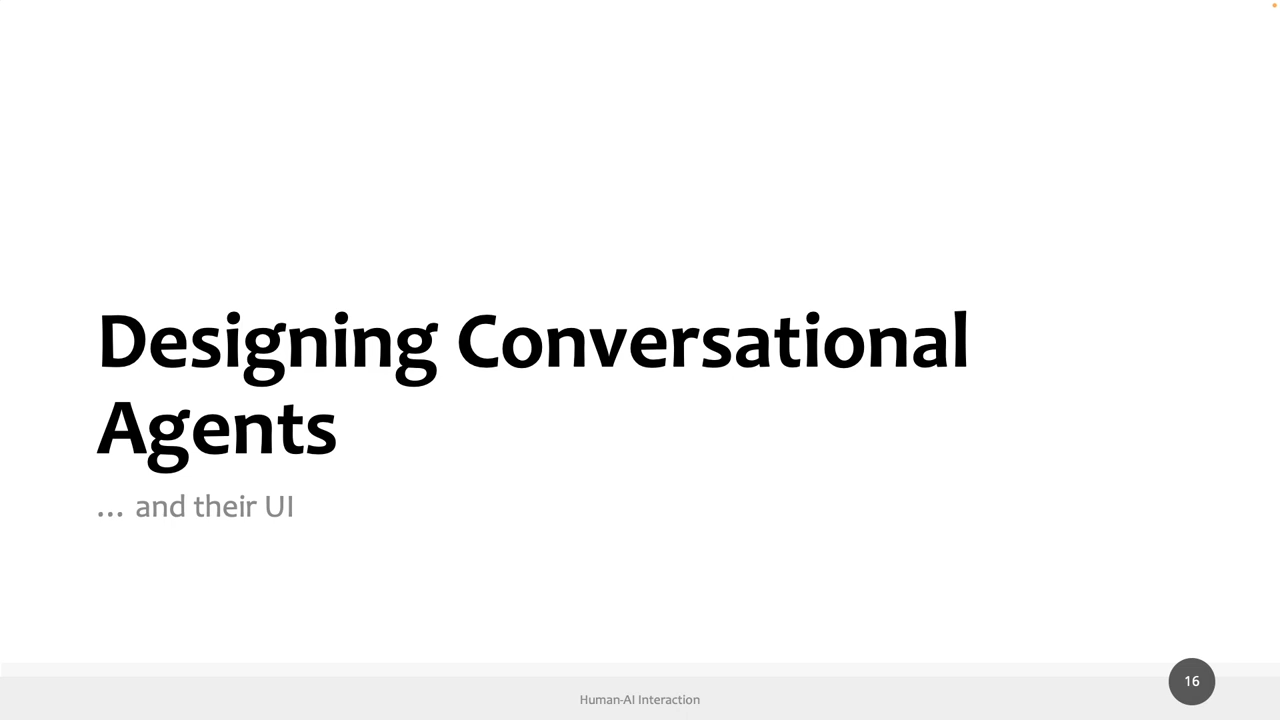 Designing Conversational
Agents
... and their UI
Human-AI Interaction
16